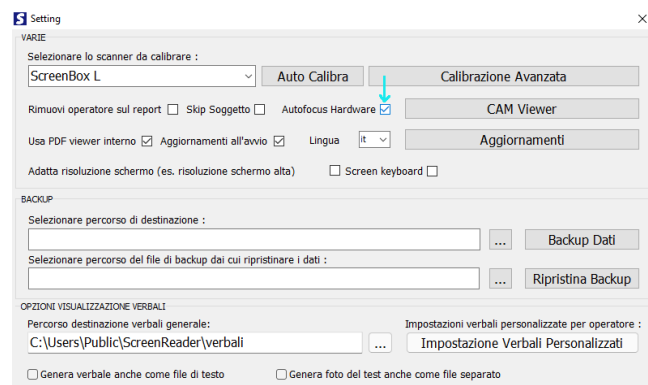 S Setting
VARIE
Selezionare lo scanner da calibrare :
ScreenBox L Auto Calibra Calibrazione Avanzata
Rimuovi operatore sul report Skip Soggetto Autofocus Hardware CAM Viewer
Usa PDF viewer interno Aggiornamenti all'avvio Lingua it Aggiornamenti
Adatta risoluzione schermo (es. risoluzione schermo alta) Screen keyboard
BACKUP
Selezionare percorso di destinazione :
... Backup Dati
Selezionare percorso del file di backup dai cui ripristinare i dati :
... Ripristina Backup
OPZIONI VISUALIZZAZIONE VERBALI
Percorso destinazione verbali generale: Impostazioni verbali personalizzate per operatore :
C:\Users\Public\ScreenReader\verbali ... Impostazione Verbali Personalizzati
Genera verbale anche come file di testo Genera foto del test anche come file separato